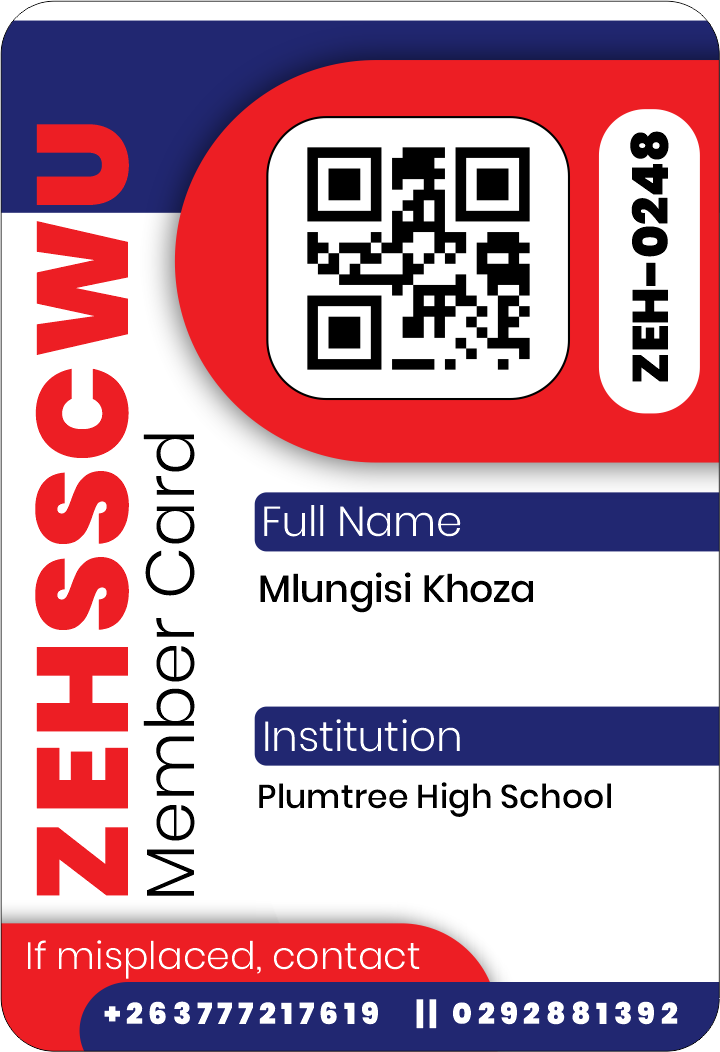 ZEHSSCWU
Member Card
ZEH-0248
Full Name
Mlungisi Khoza
Institution
Plumtree High School
If misplaced, contact
+263777217619 || 0292881392